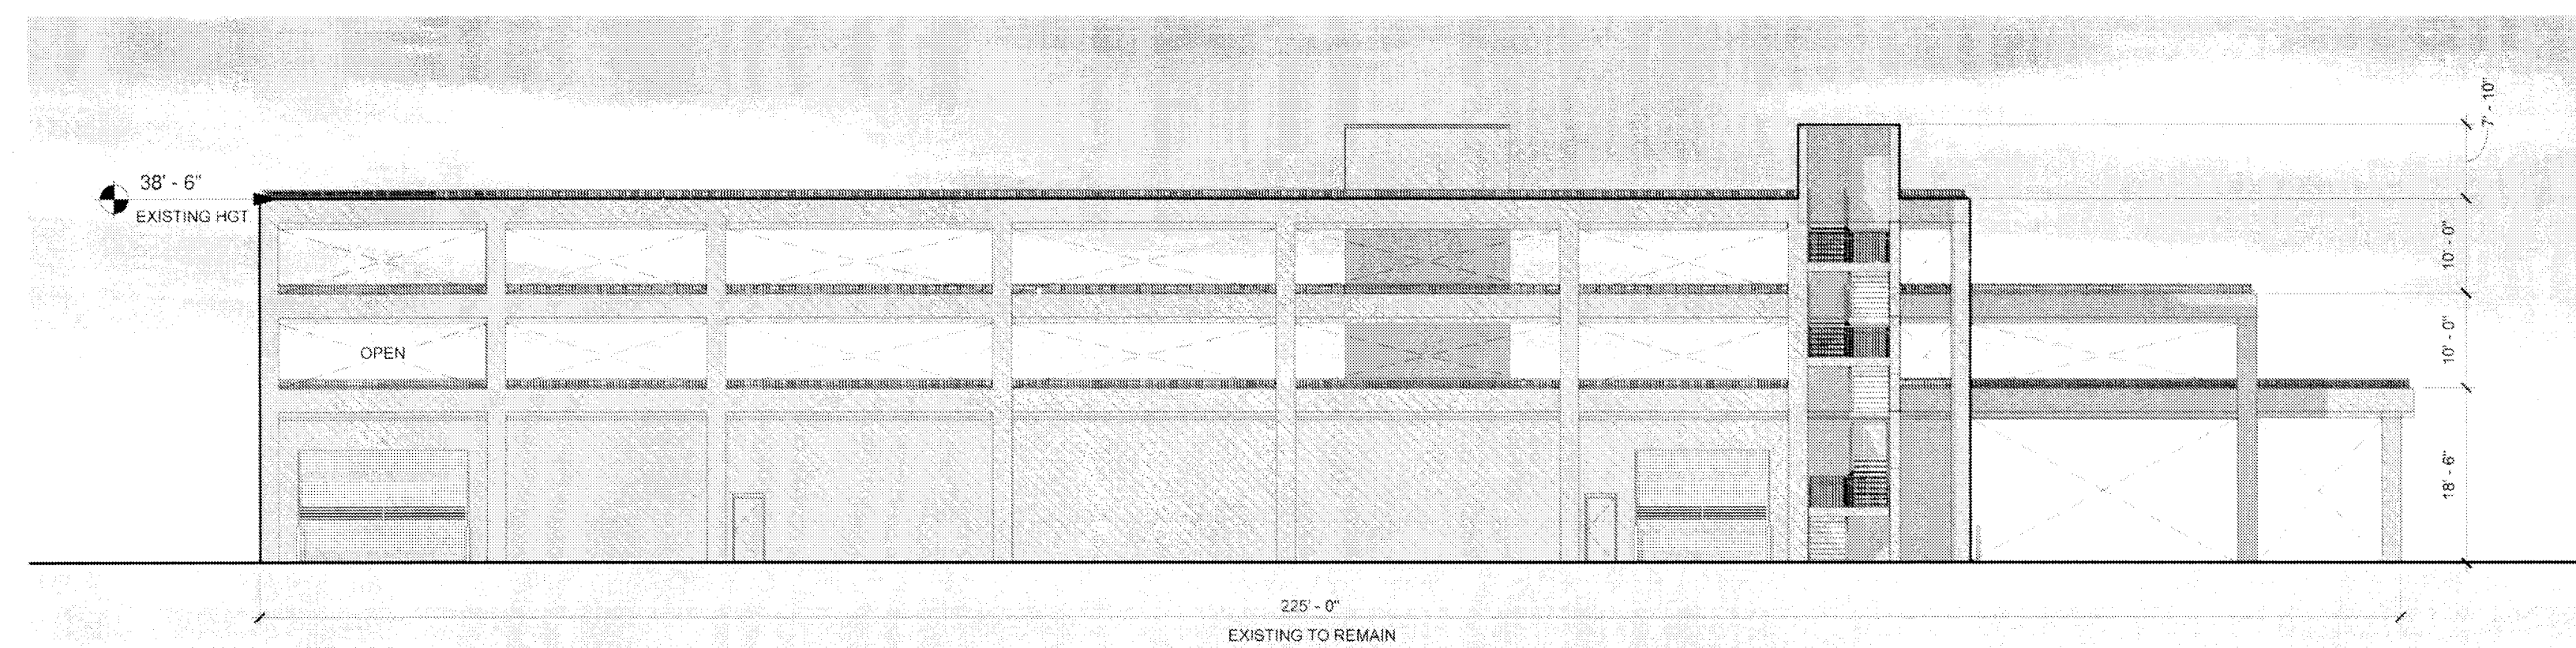 7' - 10"
38' - 6"
EXISTING HGT
10' - 0"
OPEN
10' - 0"
18' - 6"
225' - 0"
EXISTING TO REMAIN